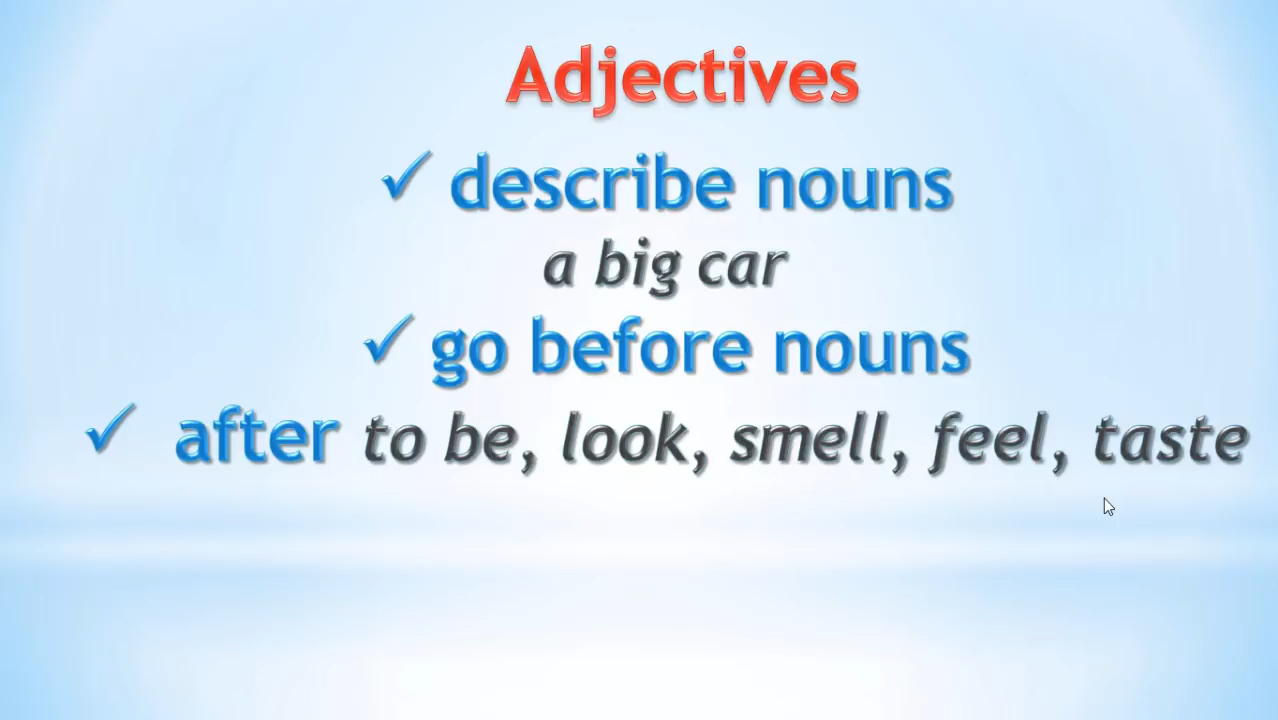 Adjectives
✓ describe nouns
a big car
✓ go before nouns
✓ after to be, look, smell, feel, taste